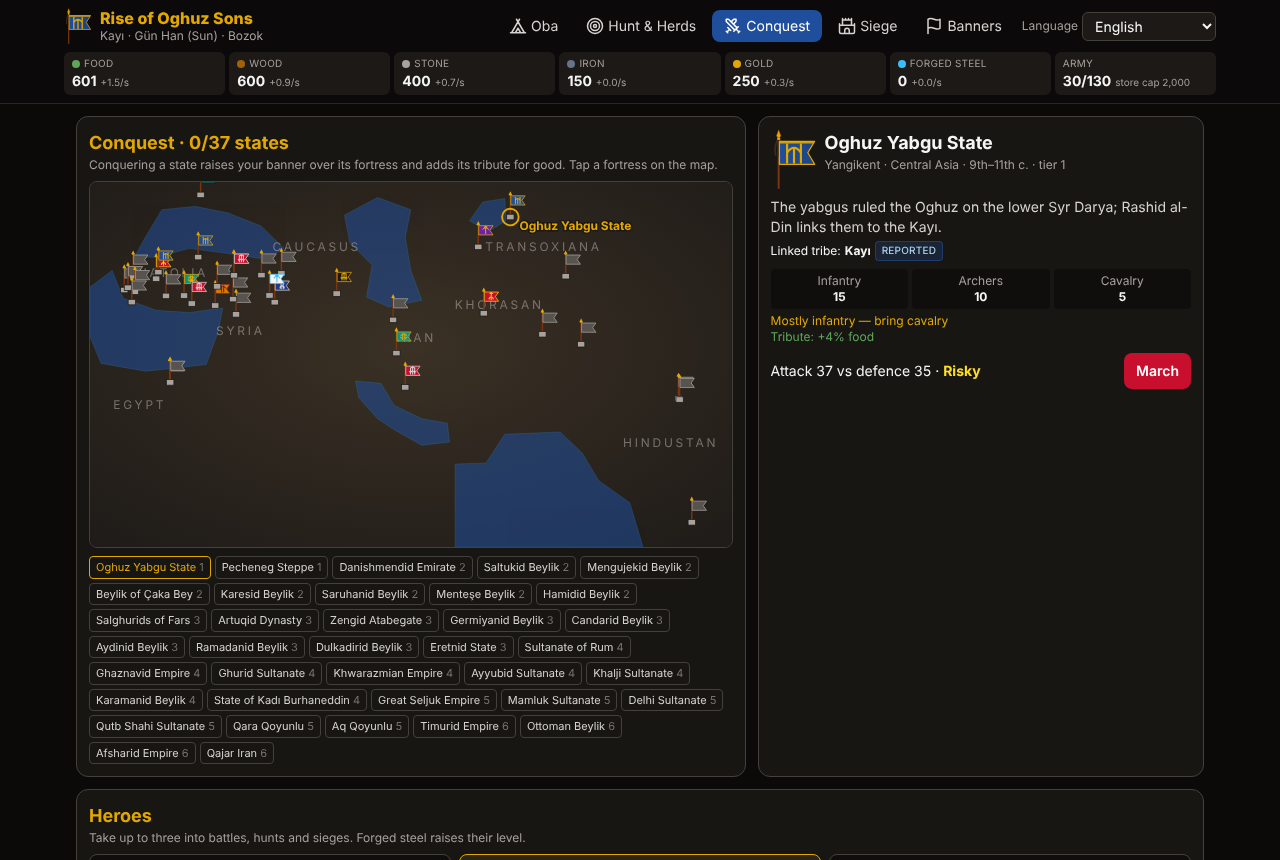 Rise of Oghuz Sons
Kayı · Gün Han (Sun) · Bozok
Oba
Hunt & Herds
Conquest
Siege
Banners
Language
English
FOOD
601 +1.5/s
WOOD
600 +0.9/s
STONE
400 +0.7/s
IRON
150 +0.0/s
GOLD
250 +0.3/s
FORGED STEEL
0 +0.0/s
ARMY
30/130 store cap 2,000
Conquest · 0/37 states
Conquering a state raises your banner over its fortress and adds its tribute for good. Tap a fortress on the map.
Oghuz Yabgu State
CAUCASUS
TRANSOXIANA
KHORASAN
SYRIA
EGYPT
HINDUSTAN
Oghuz Yabgu State 1
Pecheneg Steppe 1
Danishmendid Emirate 2
Saltukid Beylik 2
Mengujekid Beylik 2
Beylik of Çaka Bey 2
Karesid Beylik 2
Saruhanid Beylik 2
Menteşe Beylik 2
Hamidid Beylik 2
Salghurids of Fars 3
Artuqid Dynasty 3
Zengid Atabegate 3
Germiyanid Beylik 3
Candarid Beylik 3
Aydinid Beylik 3
Ramadanid Beylik 3
Dulkadirid Beylik 3
Eretnid State 3
Sultanate of Rum 4
Ghaznavid Empire 4
Ghurid Sultanate 4
Khwarazmian Empire 4
Ayyubid Sultanate 4
Khalji Sultanate 4
Karamanid Beylik 4
State of Kadı Burhaneddin 4
Great Seljuk Empire 5
Mamluk Sultanate 5
Delhi Sultanate 5
Qutb Shahi Sultanate 5
Qara Qoyunlu 5
Aq Qoyunlu 5
Timurid Empire 6
Ottoman Beylik 6
Afsharid Empire 6
Qajar Iran 6
Oghuz Yabgu State
Yangikent · Central Asia · 9th–11th c. · tier 1
The yabgus ruled the Oghuz on the lower Syr Darya; Rashid al-
Din links them to the Kayı.
Linked tribe: Kayı REPORTED
Infantry
15
Archers
10
Cavalry
5
Mostly infantry — bring cavalry
Tribute: +4% food
Attack 37 vs defence 35 · Risky
March
Heroes
Take up to three into battles, hunts and sieges. Forged steel raises their level.